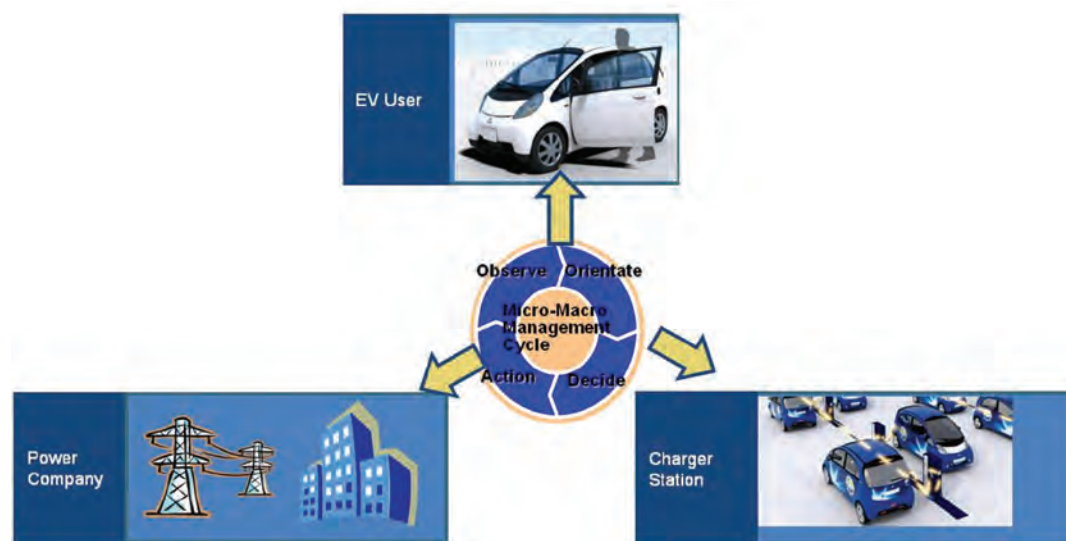 EV User
Observe
Orientate
Micro-Macro
Management
Cycle
Action
Decide
Power
Company
Charger
Station